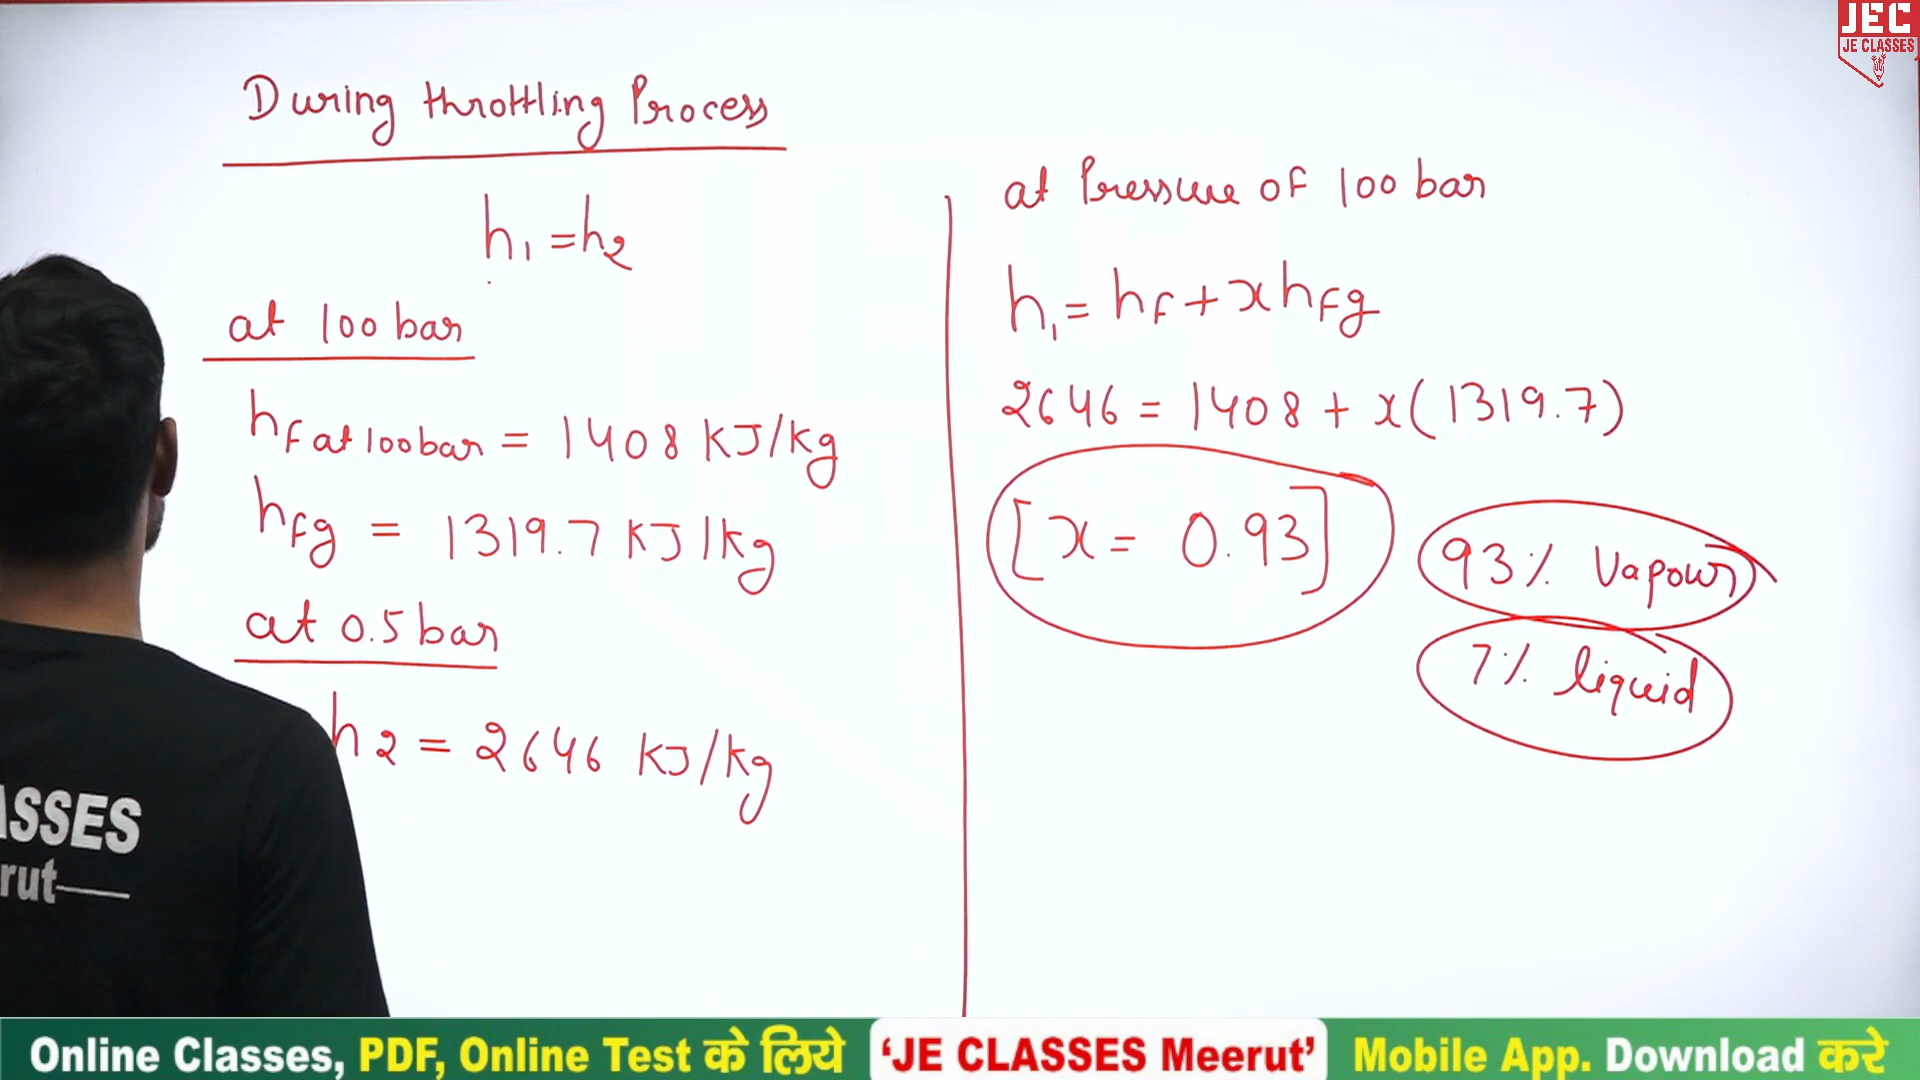 JEC
JE CLASSES
During throttling Process
h₁ = h₂
at 100 bar
hf at 100 bar = 1408 KJ/kg
hfg = 1319.7 KJ/kg
at 0.5 bar
h2 = 2646 KJ/kg
at Pressure of 100 bar
h₁ = hf + x hfg
2646 = 1408 + x(1319.7)
[x = 0.93]
93% Vapour
7% liquid
ASSES
rut
Online Classes, PDF, Online Test के लिये 'JE CLASSES Meerut' Mobile App. Download करे